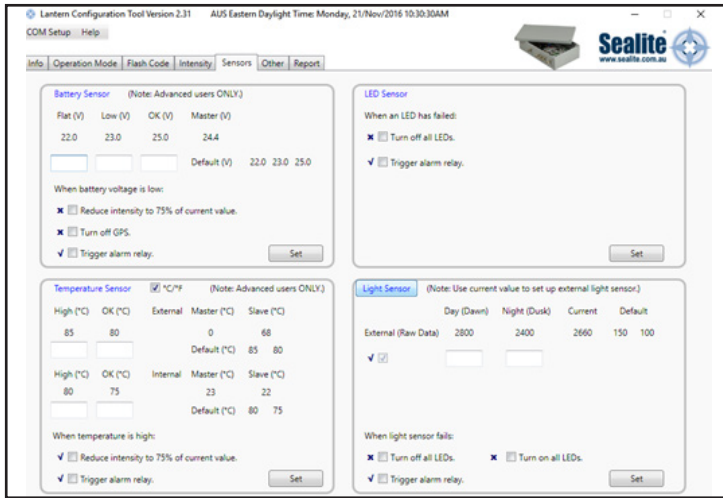 Lantern Configuration Tool Version 2.31 AUS Eastern Daylight Time: Monday, 21/Nov/2016 10:30:30AM
COM Setup Help
Sealite
www.sealite.com.au
Info Operation Mode Flash Code Intensity Sensors Other Report
Battery Sensor (Note: Advanced users ONLY.)
Flat (V) Low (V) OK (V) Master (V)
22.0 23.0 25.0 24.4
Default (V) 22.0 23.0 25.0
When battery voltage is low:
Reduce intensity to 75% of current value.
Turn off GPS.
Trigger alarm relay.
Set
LED Sensor
When an LED has failed:
Turn off all LEDs.
Trigger alarm relay.
Set
Temperature Sensor °C/°F (Note: Advanced users ONLY.)
High (°C) OK (°C) External Master (°C) Slave (°C)
85 80 0 68
Default (°C) 85 80
High (°C) OK (°C) Internal Master (°C) Slave (°C)
80 75 23 22
Default (°C) 80 75
When temperature is high:
Reduce intensity to 75% of current value.
Trigger alarm relay.
Set
Light Sensor (Note: Use current value to set up external light sensor.)
Day (Dawn) Night (Dusk) Current Default
External (Raw Data) 2800 2400 2660 150 100
When light sensor fails:
Turn off all LEDs. Turn on all LEDs.
Trigger alarm relay.
Set